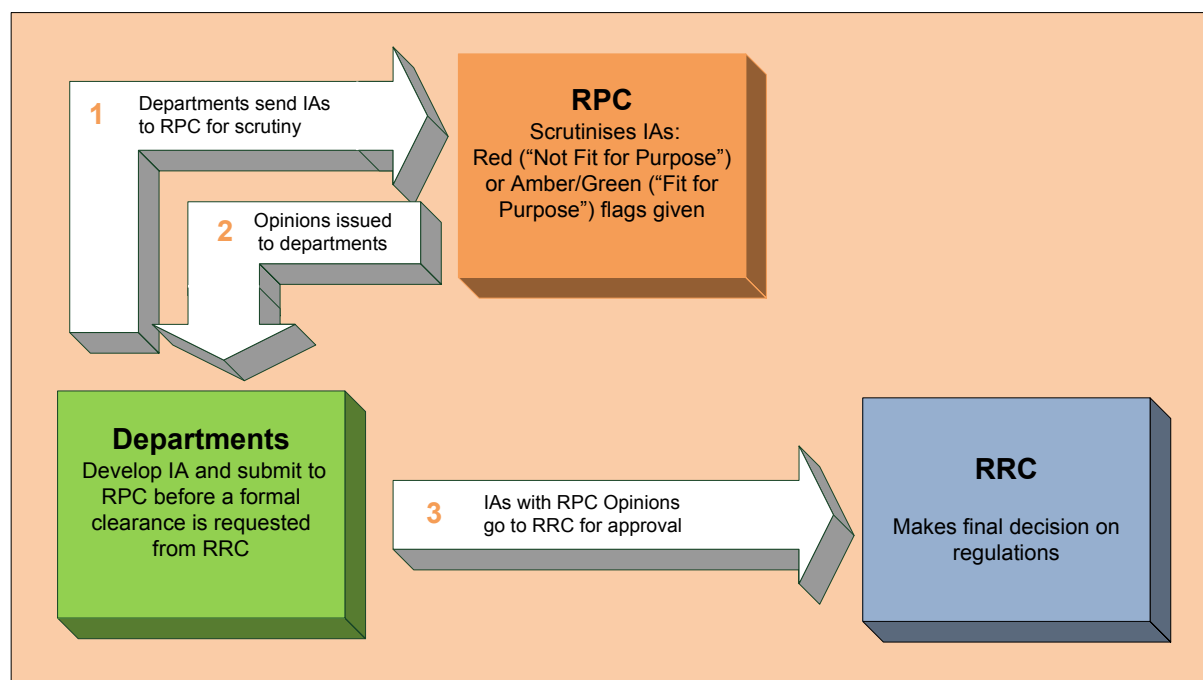 1
Departments send IAs
to RPC for scrutiny
RPC
Scrutinises IAs:
Red (“Not Fit for Purpose”)
or Amber/Green (“Fit for
Purpose”) flags given
2
Opinions issued
to departments
Departments
Develop IA and submit to
RPC before a formal
clearance is requested
from RRC
3
IAs with RPC Opinions
go to RRC for approval
RRC
Makes final decision on
regulations